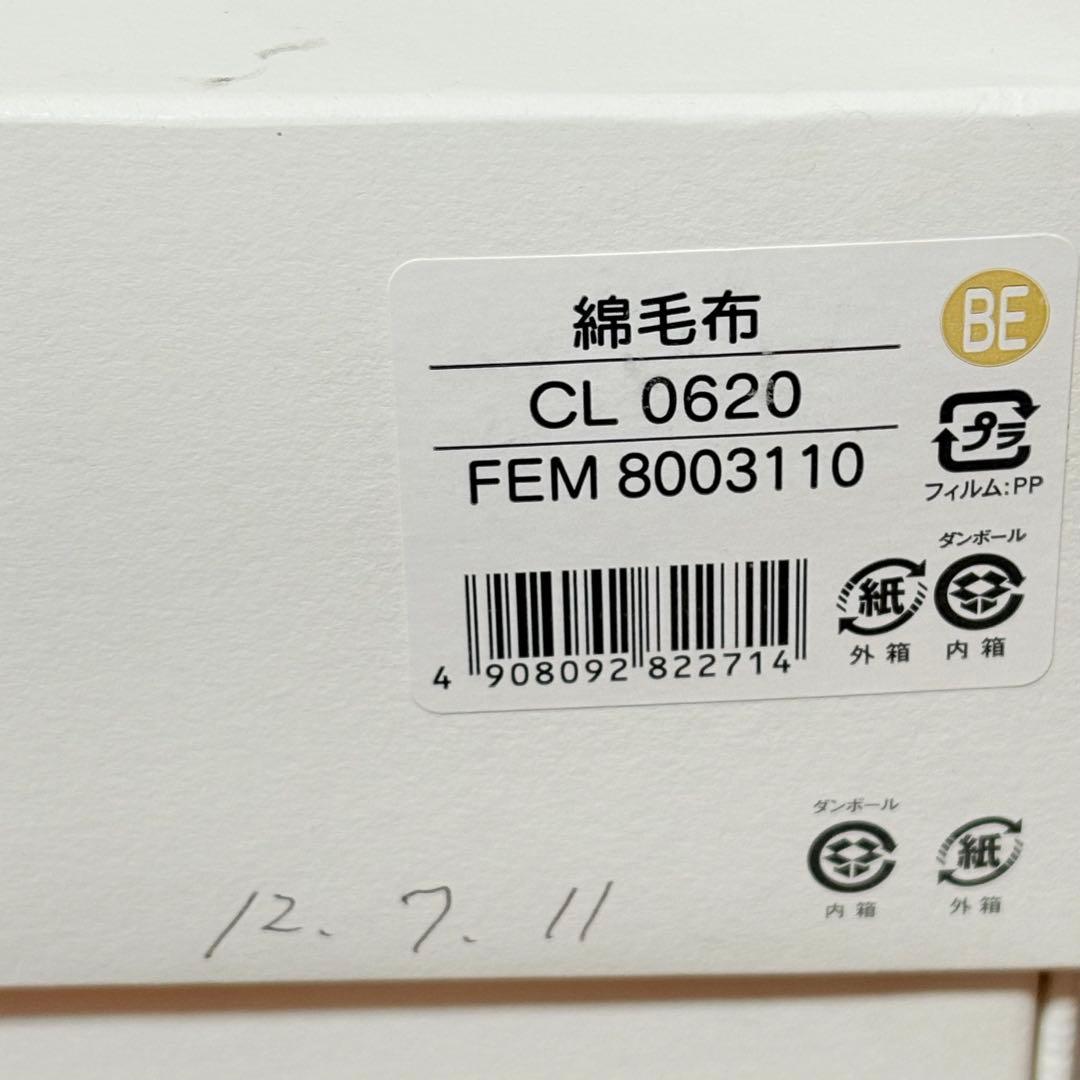 綿毛布
BE
CL 0620
FEM 8003110
プラ
フィルム:PP
ダンボール
紙
外箱
内箱
4 908092 822714
ダンボール
紙
内箱
外箱
12. 7. 11